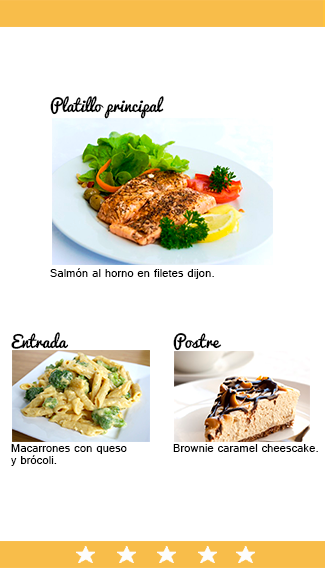 Platillo principal
Salmón al horno en filetes dijon.
Entrada
Macarrones con queso
y brócoli.
Postre
Brownie caramel cheescake.